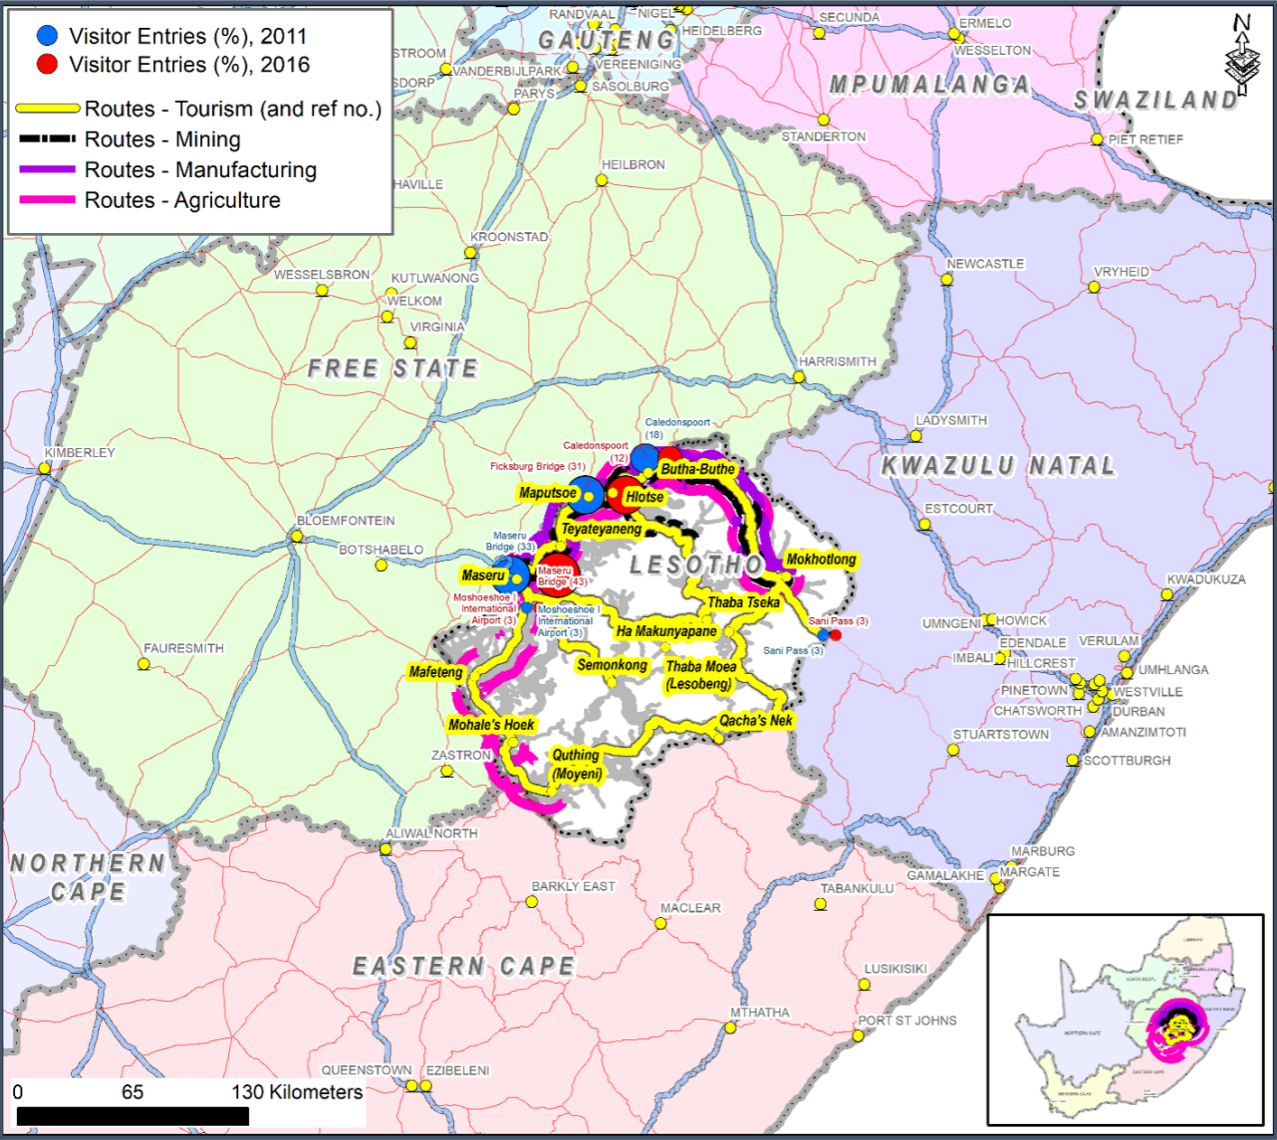 Visitor Entries (%), 2011
Visitor Entries (%), 2016
Routes - Tourism (and ref no.)
Routes - Mining
Routes - Manufacturing
Routes - Agriculture
RANDVAAL
NIGEL
SECUNDA
ERMELO
N
GAUTENG
HEIDELBERG
WESSELTON
STROOM
VANDERBIJLPARK
VEREENIGING
SDORP
SASOLBURG
PARYS
MPUMALANGA
SWAZILAND
STANDERTON
PIET RETIEF
HEILBRON
HAVILLE
KROONSTAD
WESSELSBRON
KUTLWANONG
WELKOM
VIRGINIA
NEWCASTLE
VRYHEID
FREE STATE
HARRISMITH
LADYSMITH
KIMBERLEY
Caledonspoort
(18)
Caledonspoort
(12)
Ficksburg Bridge (31)
Butha-Buthe
KWAZULU NATAL
Maputsoe
Hlotse
ESTCOURT
BLOEMFONTEIN
Teyateyaneng
BOTSHABELO
Maseru
Bridge (33)
LESOTHO
Mokhotlong
Maseru
Maseru
Bridge (43)
KWADUKUZA
Moshoeshoe I
International
Airport (3)
Moshoeshoe I
International
Airport (3)
Thaba Tseka
Ha Makunyapane
Sani Pass (3)
Sani Pass (3)
UMNGENI
HOWICK
EDENDALE
VERULAM
IMBALI
HILLCREST
UMHLANGA
FAURESMITH
Mafeteng
Semonkong
Thaba Moea
(Lesobeng)
PINETOWN
WESTVILLE
CHATSWORTH
DURBAN
Mohale's Hoek
Qacha's Nek
AMANZIMTOTI
STUARTSTOWN
ZASTRON
Quthing
(Moyeni)
SCOTTBURGH
ALIWAL NORTH
MARBURG
GAMALAKHE
MARGATE
NORTHERN
CAPE
BARKLY EAST
TABANKULU
MACLEAR
EASTERN CAPE
LUSIKISIKI
MTHATHA
PORT ST JOHNS
QUEENSTOWN
EZIBELENI
0 65 130 Kilometers